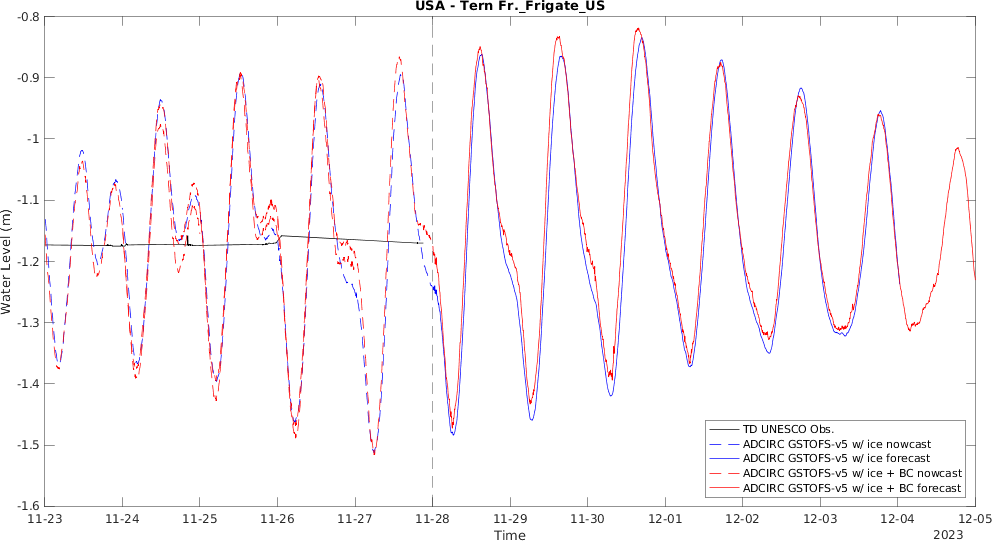 USA - Tern Fr._Frigate_US
Water Level (m)
-0.8
-0.9
-1
-1.1
-1.2
-1.3
-1.4
-1.5
-1.6
TD UNESCO Obs.
ADCIRC GSTOFS-v5 w/ ice nowcast
ADCIRC GSTOFS-v5 w/ ice forecast
ADCIRC GSTOFS-v5 w/ ice + BC nowcast
ADCIRC GSTOFS-v5 w/ ice + BC forecast
11-23 11-24 11-25 11-26 11-27 11-28 11-29 11-30 12-01 12-02 12-03 12-04 12-05
Time
2023